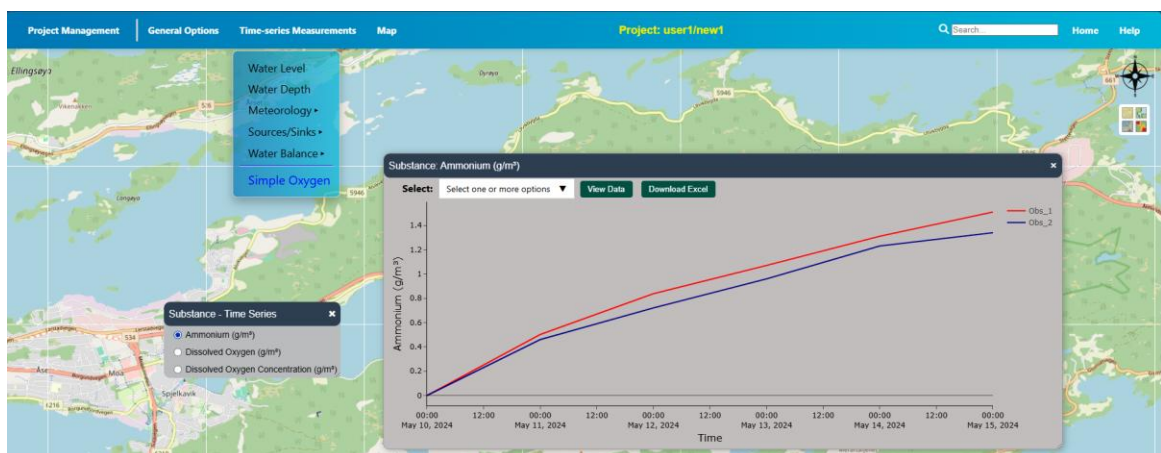 Project Management
General Options
Time-series Measurements
Map
Project: user1/new1
Search...
Home
Help
Ellingsøya
Vikenakken
Dyrøya
5946
661
Water Level
Water Depth
Meteorology ▸
Sources/Sinks ▸
Water Balance ▸
Simple Oxygen
5946
Langøya
Substance: Ammonium (g/m³)
×
Select:
Select one or more options ▼
View Data
Download Excel
Ammonium (g/m³)
1.4
1.2
1
0.8
0.6
0.4
0.2
0
Obs_1
Obs_2
00:00
12:00
00:00
12:00
00:00
12:00
00:00
12:00
00:00
12:00
00:00
May 10, 2024
May 11, 2024
May 12, 2024
May 13, 2024
May 14, 2024
May 15, 2024
Time
Substance - Time Series
×
Ammonium (g/m³)
Dissolved Oxygen (g/m³)
Dissolved Oxygen Concentration (g/m³)
534
Åse
Moa
Spjelkavik